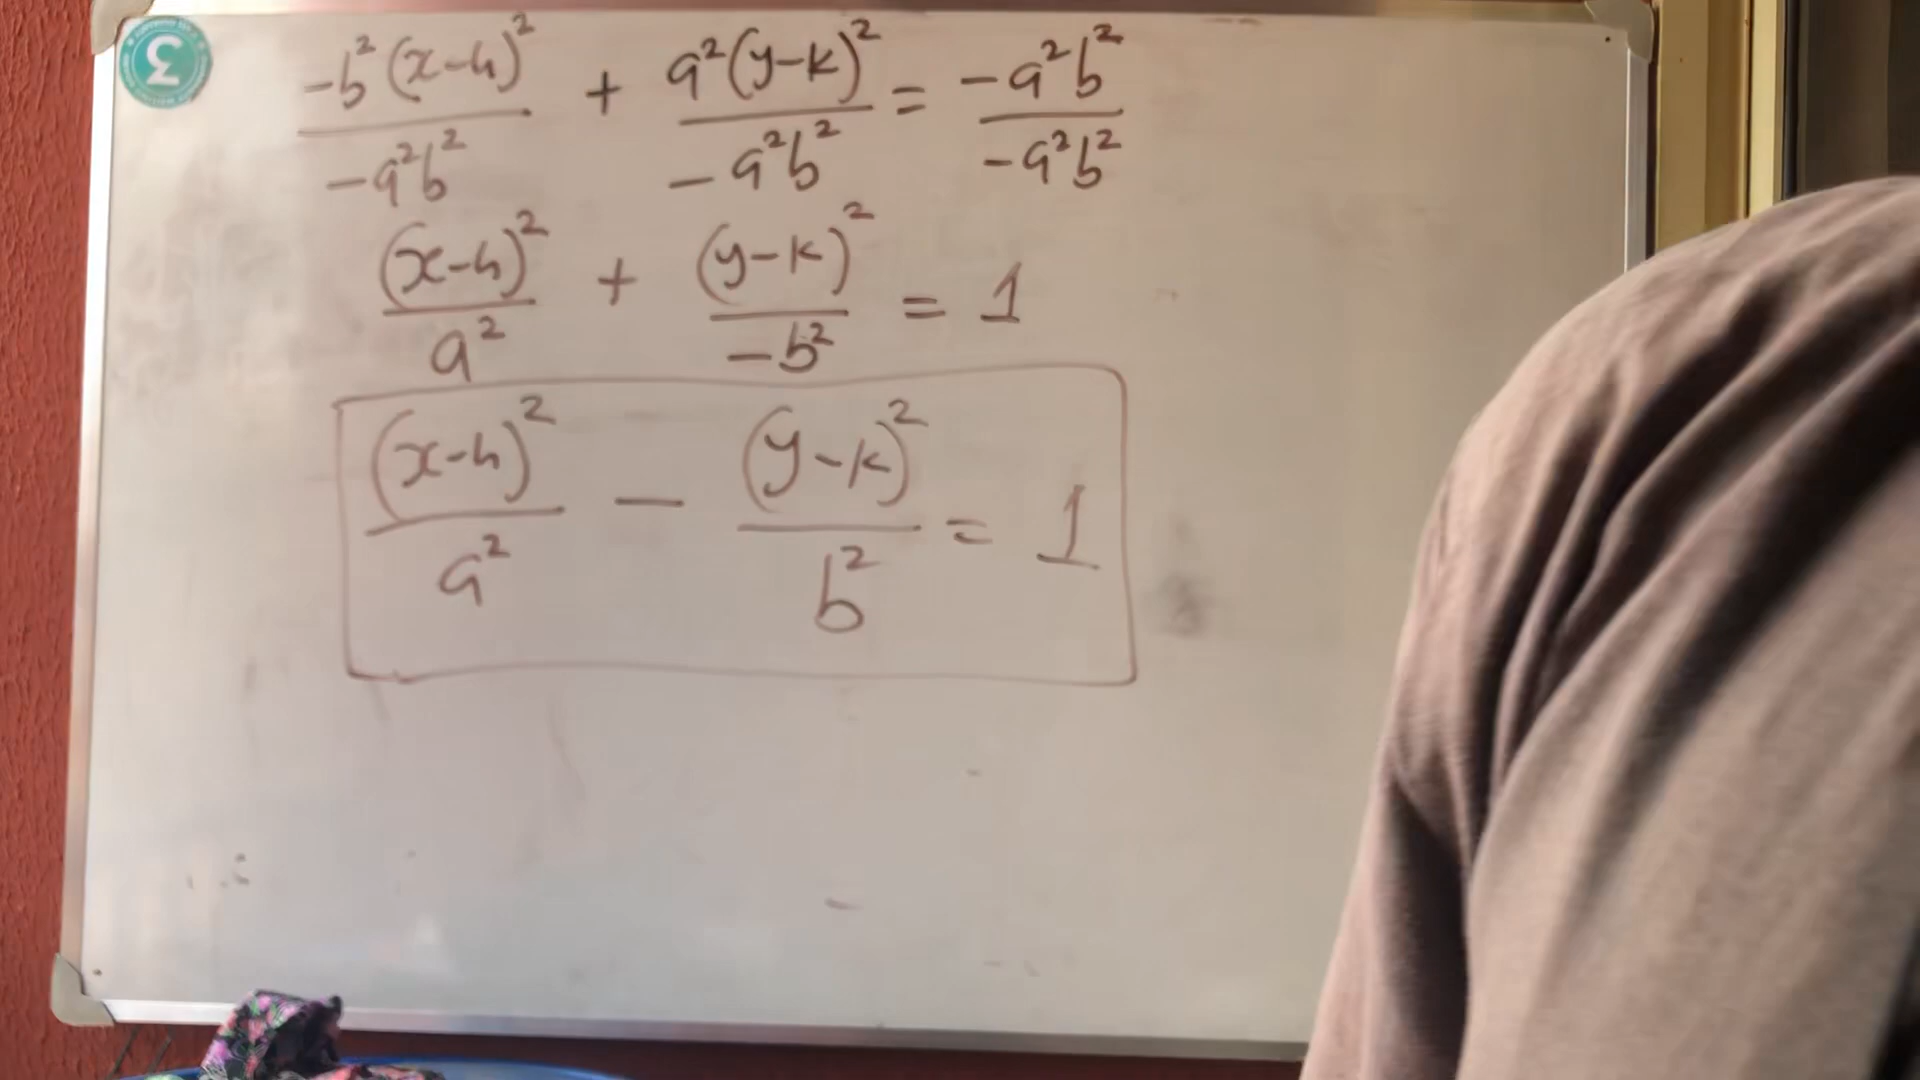 -b²(x-h)²/-a²b² + a²(y-k)²/-a²b² = -a²b²/-a²b²
(x-h)²/a² + (y-k)²/-b² = 1
(x-h)²/a² - (y-k)²/b² = 1